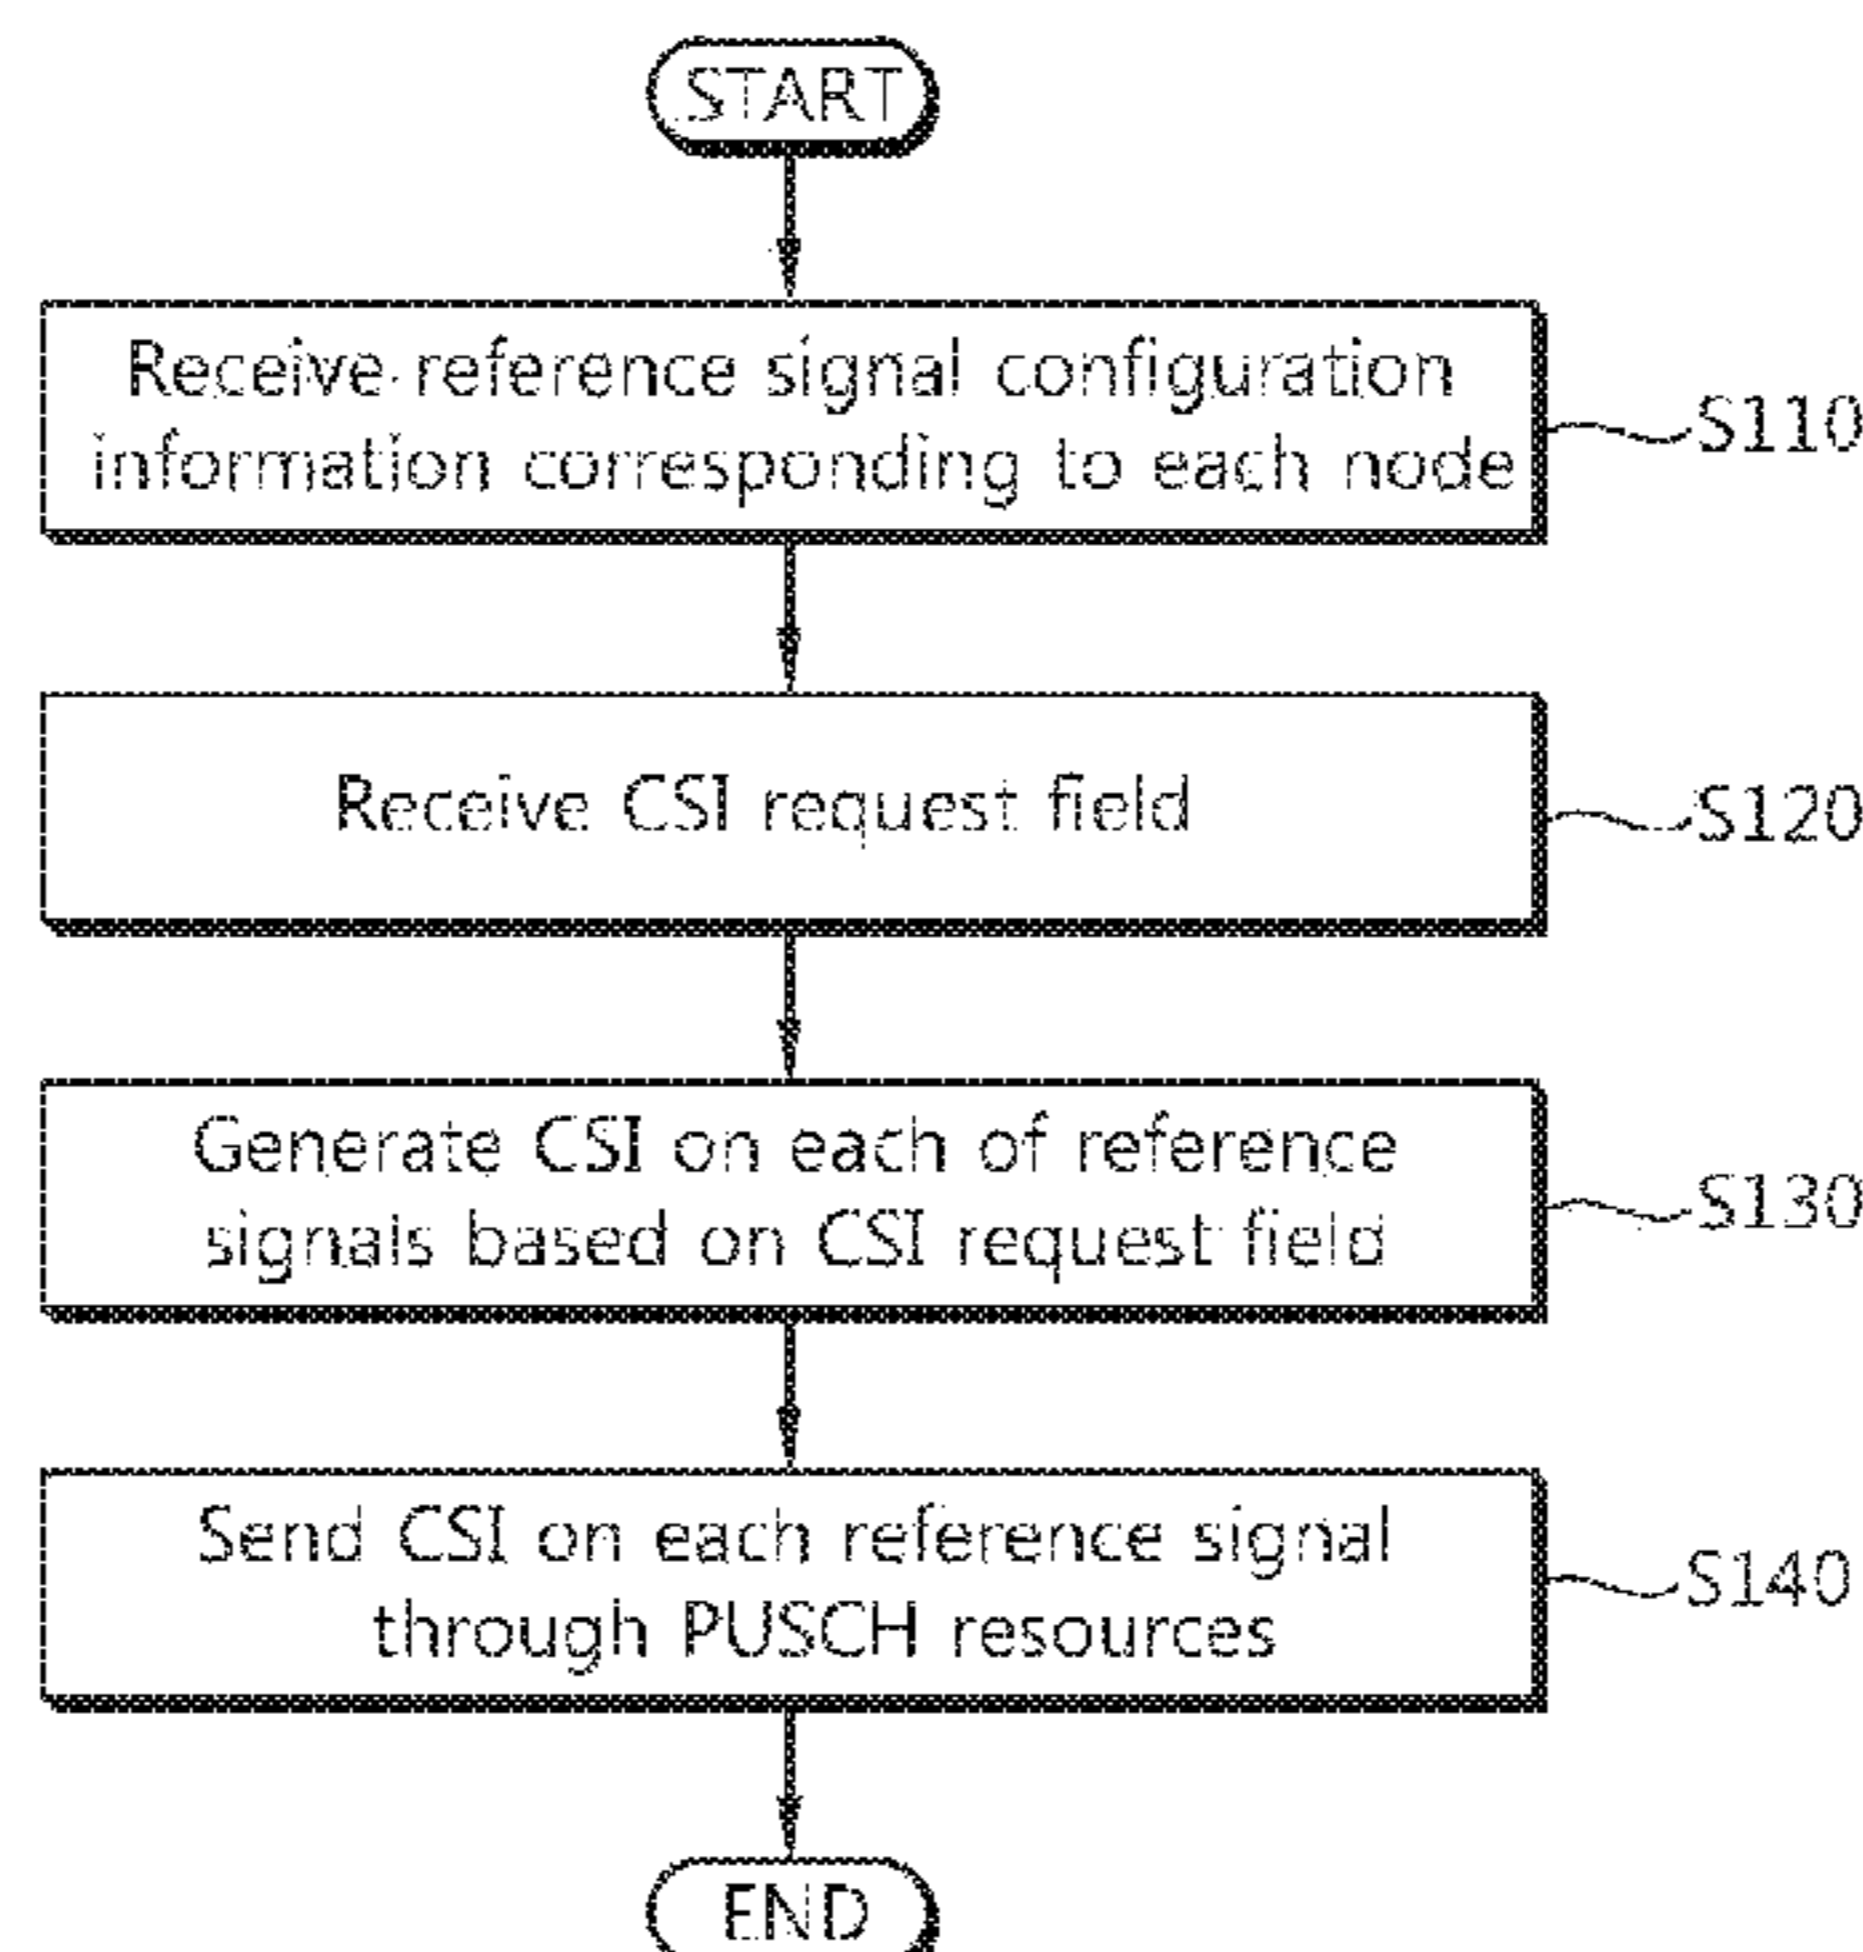 START
Receive reference signal configuration
information corresponding to each node
S110
Receive CSI request field
S120
Generate CSI on each of reference
signals based on CSI request field
S130
Send CSI on each reference signal
through PUSCH resources
S140
END